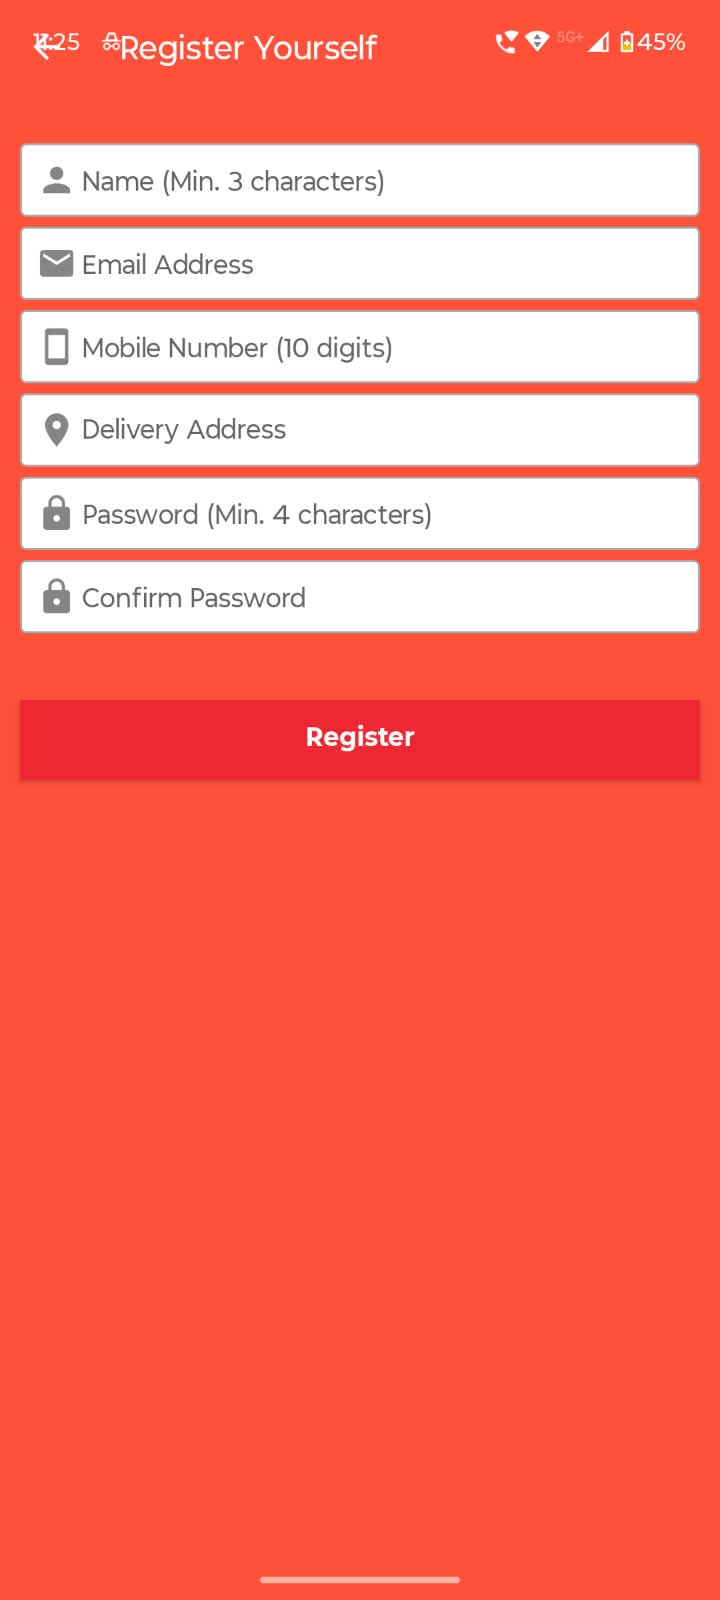 Register Yourself
5G+
45%
Name (Min. 3 characters)
Email Address
Mobile Number (10 digits)
Delivery Address
Password (Min. 4 characters)
Confirm Password
Register